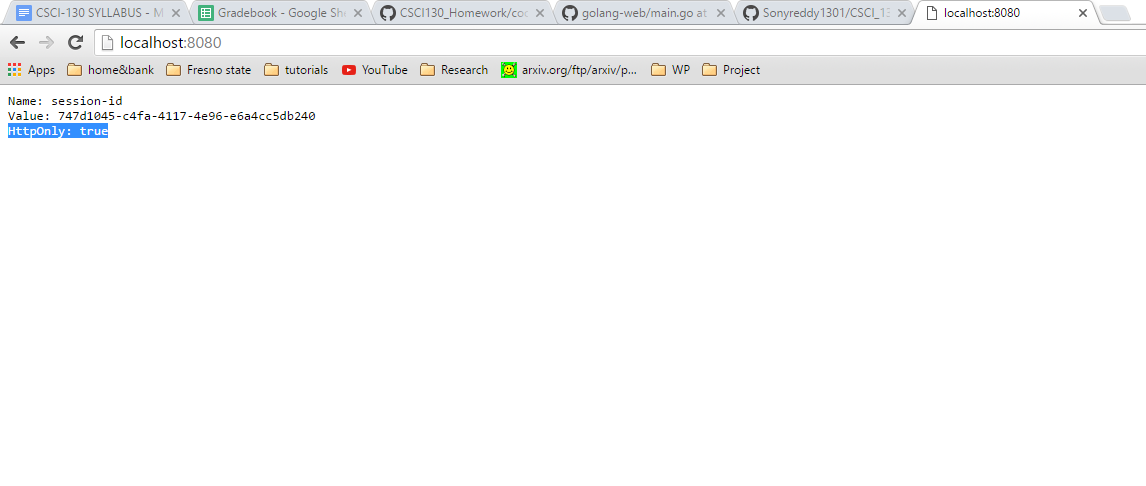 CSCI-130 SYLLABUS - M
Gradebook - Google She
CSCI130_Homework/coo
golang-web/main.go at
Sonyreddy1301/CSCI_13
localhost:8080
localhost:8080
Apps home&bank Fresno state tutorials YouTube Research arxiv.org/ftp/arxiv/p... WP Project
Name: session-id
Value: 747d1045-c4fa-4117-4e96-e6a4cc5db240
HttpOnly: true